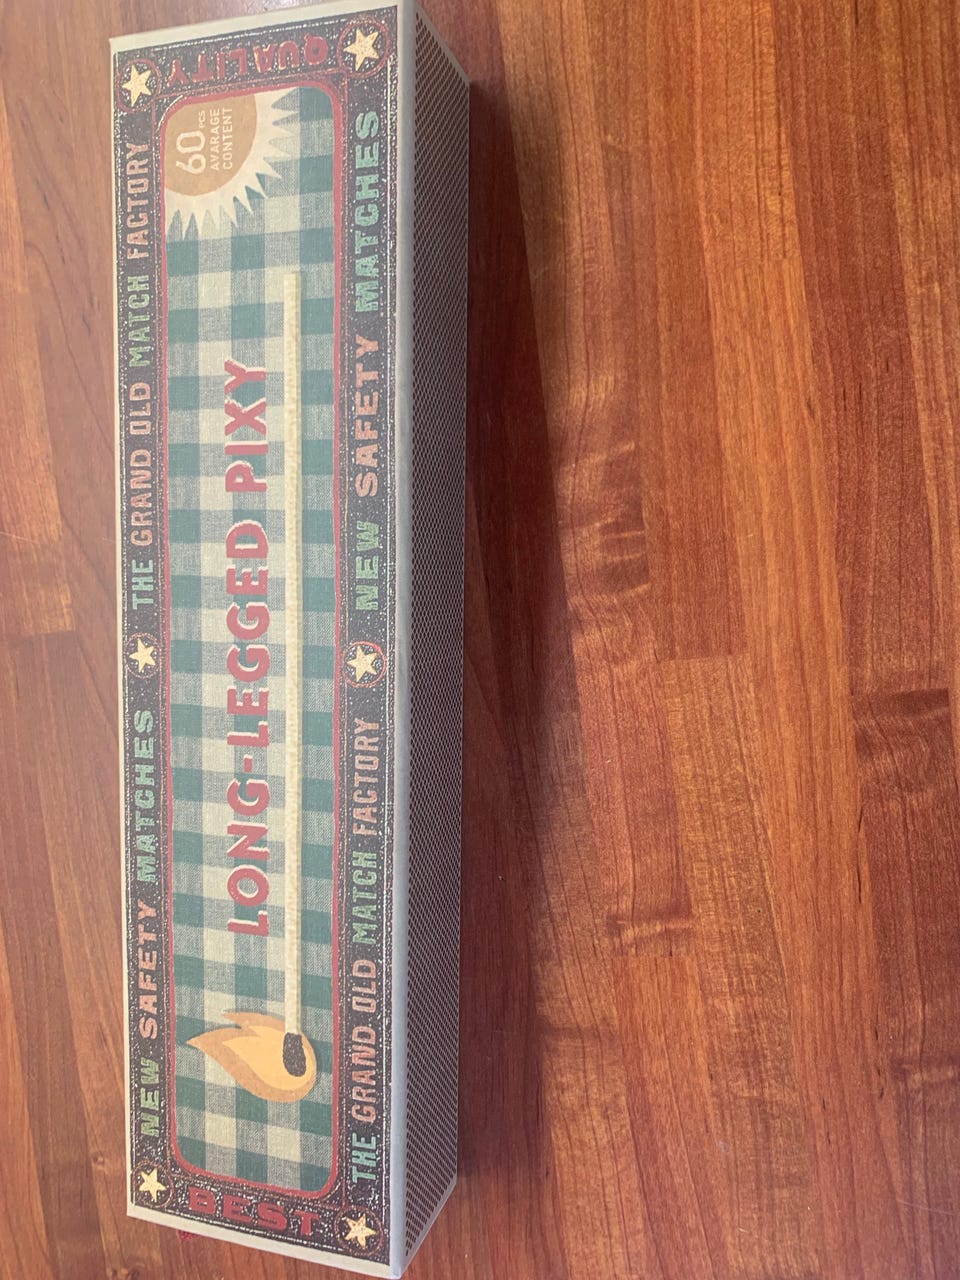 QUALITY
NEW SAFETY MATCHES
THE GRAND OLD MATCH FACTORY
60 PCS
AVARAGE
CONTENT
LONG-LEGGED PIXY
THE GRAND OLD MATCH FACTORY
NEW SAFETY MATCHES
BEST